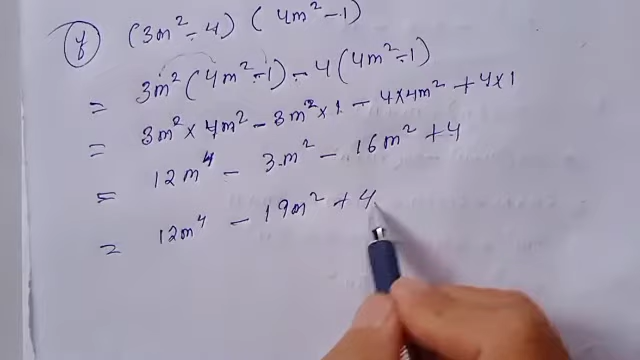 f (3m² - 4) (4m² - 1)
= 3m² (4m² - 1) - 4 (4m² - 1)
= 3m² × 4m² - 3m² × 1 - 4 × 4m² + 4 × 1
= 12m⁴ - 3m² - 16m² + 4
= 12m⁴ - 19m² + 4